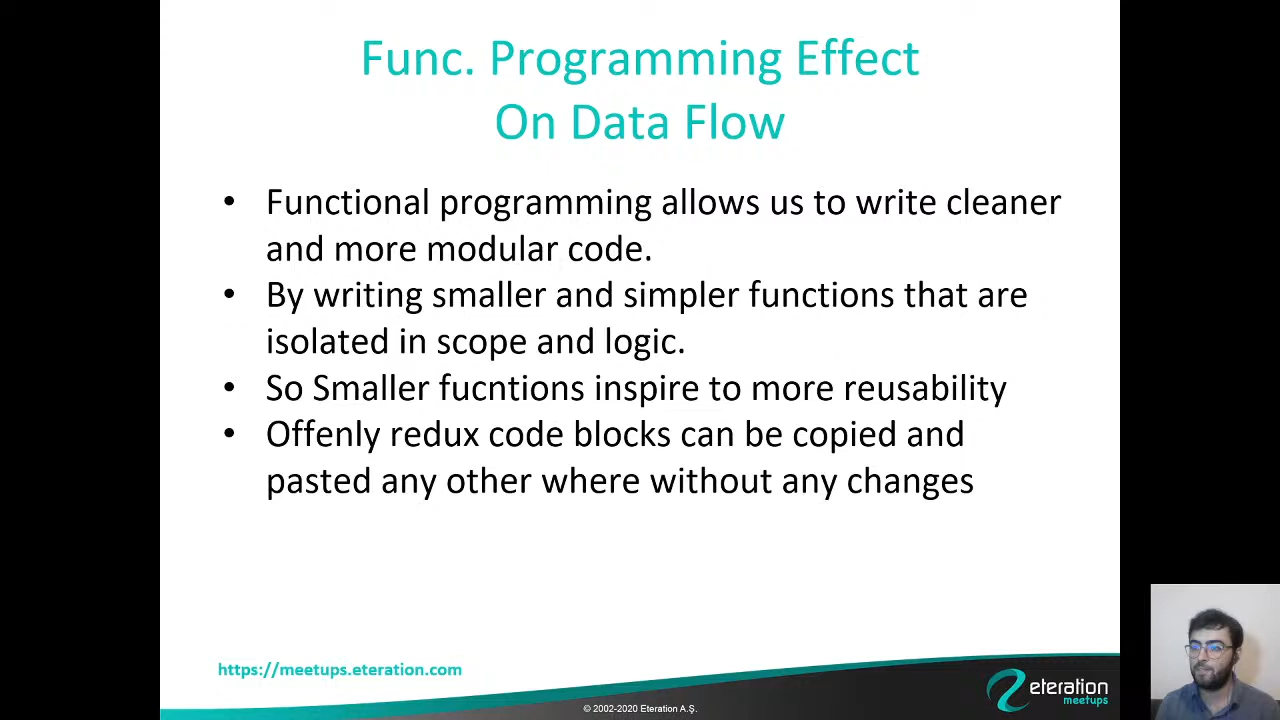 Func. Programming Effect
On Data Flow
• Functional programming allows us to write cleaner
and more modular code.
• By writing smaller and simpler functions that are
isolated in scope and logic.
• So Smaller fucntions inspire to more reusability
• Offenly redux code blocks can be copied and
pasted any other where without any changes
https://meetups.eteration.com
© 2002-2020 Eteration A.Ş.
eteration
meetups